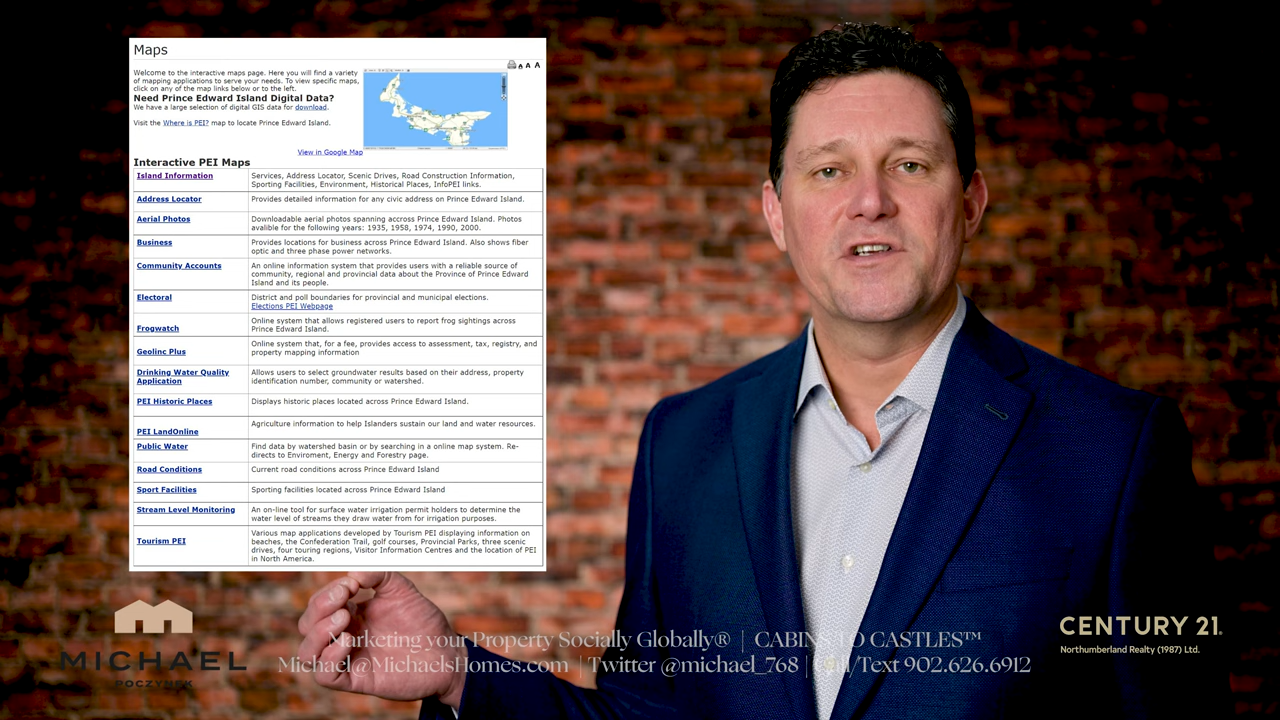 Maps
A A A
Welcome to the interactive maps page. Here you will find a variety
of mapping applications to serve your needs. To view specific maps,
click on any of the map links below or to the left.
Need Prince Edward Island Digital Data?
We have a large selection of digital GIS data for download.
Visit the Where is PEI? map to locate Prince Edward Island.
View in Google Map
Interactive PEI Maps
Island Information
Services, Address Locator, Scenic Drives, Road Construction Information,
Sporting Facilities, Environment, Historical Places, InfoPEI links.
Address Locator
Provides detailed information for any civic address on Prince Edward Island.
Aerial Photos
Downloadable aerial photos spanning accross Prince Edward Island. Photos
avalible for the following years: 1935, 1958, 1974, 1990, 2000.
Business
Provides locations for business across Prince Edward Island. Also shows fiber
optic and three phase power networks.
Community Accounts
An online information system that provides users with a reliable source of
community, regional and provincial data about the Province of Prince Edward
Island and its people.
Electoral
District and poll boundaries for provincial and municipal elections.
Elections PEI Webpage
Frogwatch
Online system that allows registered users to report frog sightings across
Prince Edward Island.
Geolinc Plus
Online system that, for a fee, provides access to assessment, tax, registry, and
property mapping information
Drinking Water Quality
Application
Allows users to select groundwater results based on their address, property
identification number, community or watershed.
PEI Historic Places
Displays historic places located across Prince Edward Island.
PEI LandOnline
Agriculture information to help Islanders sustain our land and water resources.
Public Water
Find data by watershed basin or by searching in a online map system. Re-
directs to Enviroment, Energy and Forestry page.
Road Conditions
Current road conditions across Prince Edward Island
Sport Facilities
Sporting facilities located across Prince Edward Island
Stream Level Monitoring
An on-line tool for surface water irrigation permit holders to determine the
water level of streams they draw water from for irrigation purposes.
Tourism PEI
Various map applications developed by Tourism PEI displaying information on
beaches, the Confederation Trail, golf courses, Provincial Parks, three scenic
drives, four touring regions, Visitor Information Centres and the location of PEI
in North America.
MICHAEL
POCZYNEK
Marketing your Property Socially Globally® | CABINS TO CASTLES™
Michael@MichaelsHomes.com | Twitter @michael_768 | Call/Text 902.626.6912
CENTURY 21.
Northumberland Realty (1987) Ltd.